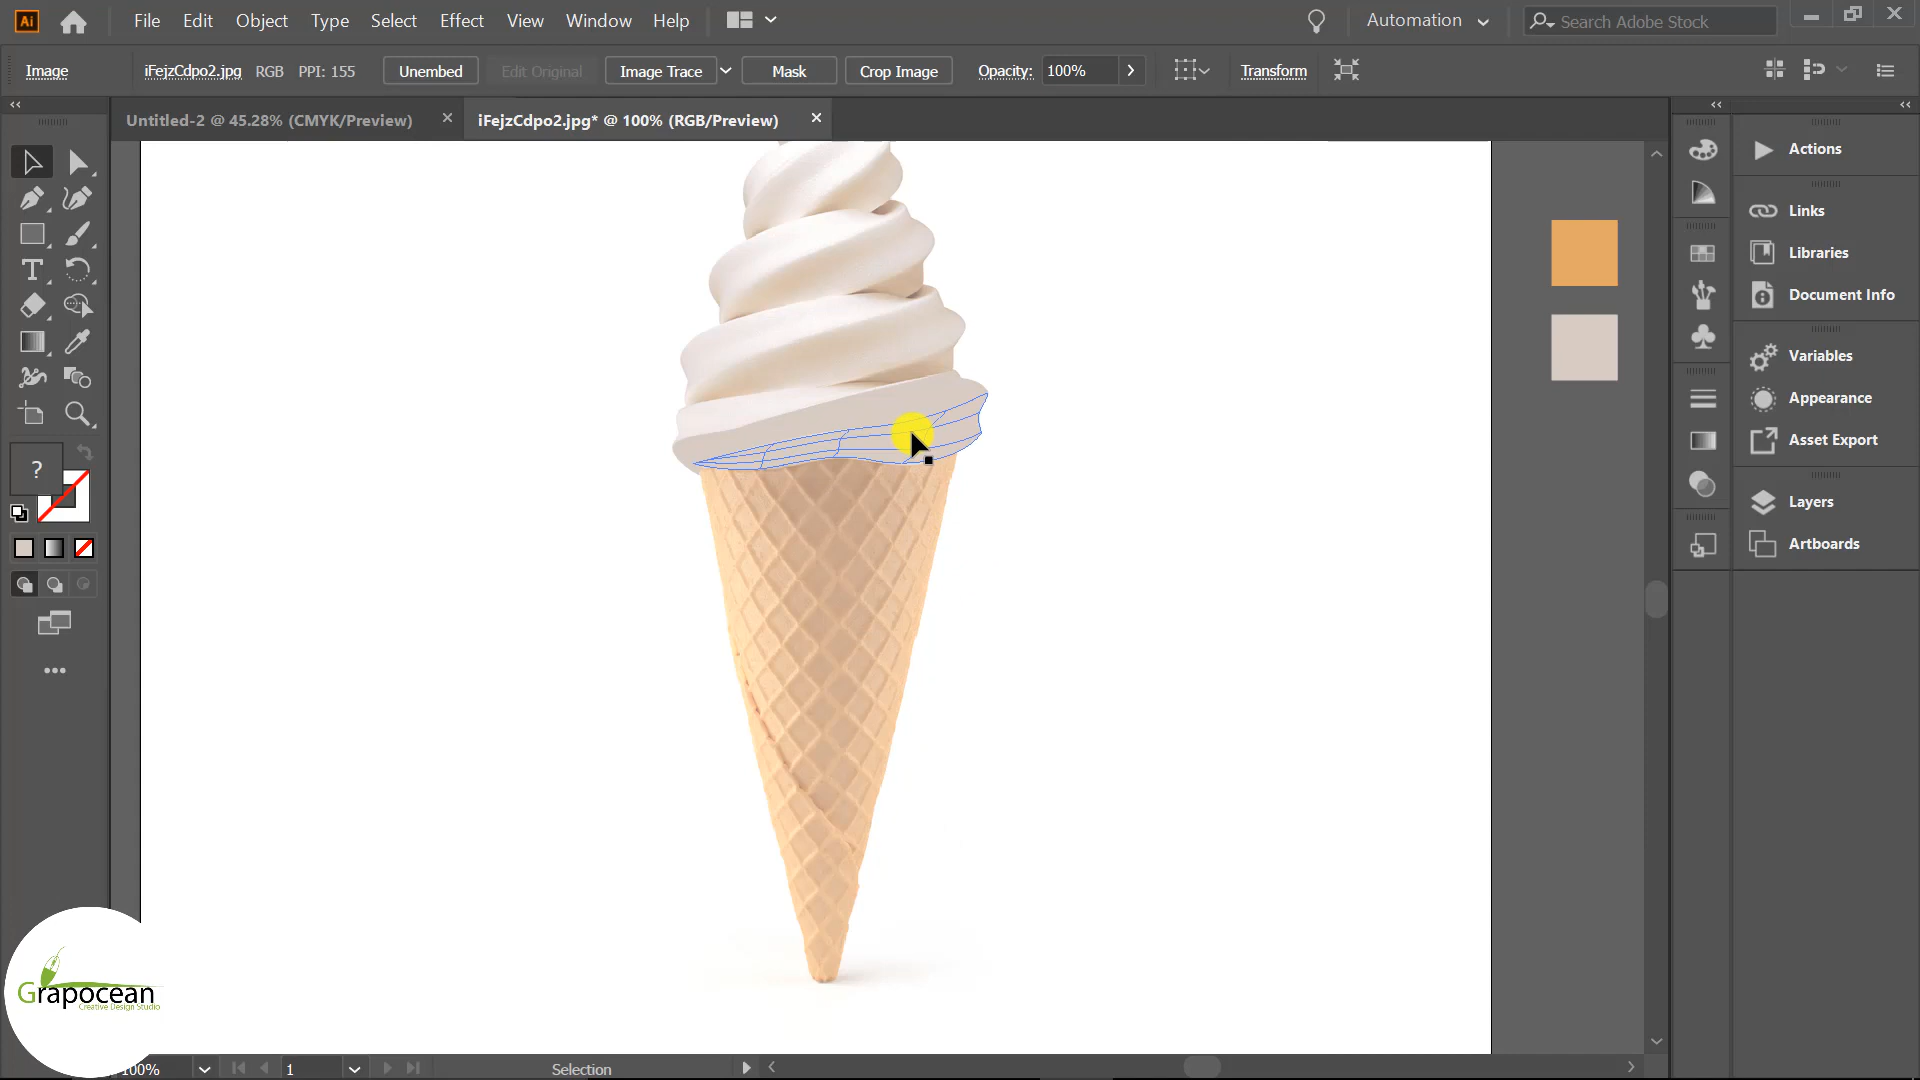 Ai File Edit Object Type Select Effect View Window Help Automation Search Adobe Stock
Image iFejzCdpo2.jpg RGB PPI: 155 Unembed Edit Original Image Trace Mask Crop Image Opacity: 100% Transform
Untitled-2 @ 45.28% (CMYK/Preview) iFejzCdpo2.jpg* @ 100% (RGB/Preview)
Actions
Links
Libraries
Document Info
Variables
Appearance
Asset Export
Layers
Artboards
T
?
Grapocean
Creative Design Studio
100% 1 Selection